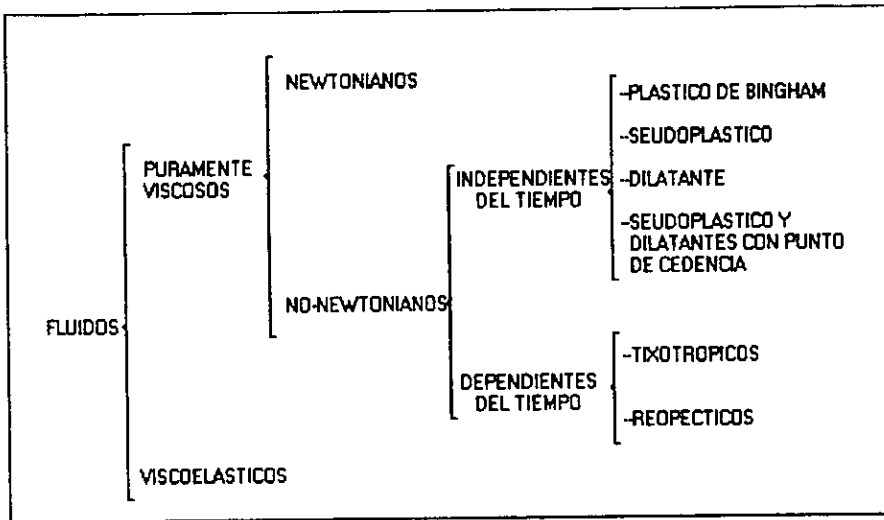 FLUIDOS
PURAMENTE
VISCOSOS
NEWTONIANOS
NO-NEWTONIANOS
INDEPENDIENTES
DEL TIEMPO
-PLASTICO DE BINGHAM
-SEUDOPLASTICO
-DILATANTE
-SEUDOPLASTICO Y
DILATANTES CON PUNTO
DE CEDENCIA
DEPENDIENTES
DEL TIEMPO
-TIXOTROPICOS
-REOPECTICOS
VISCOELASTICOS